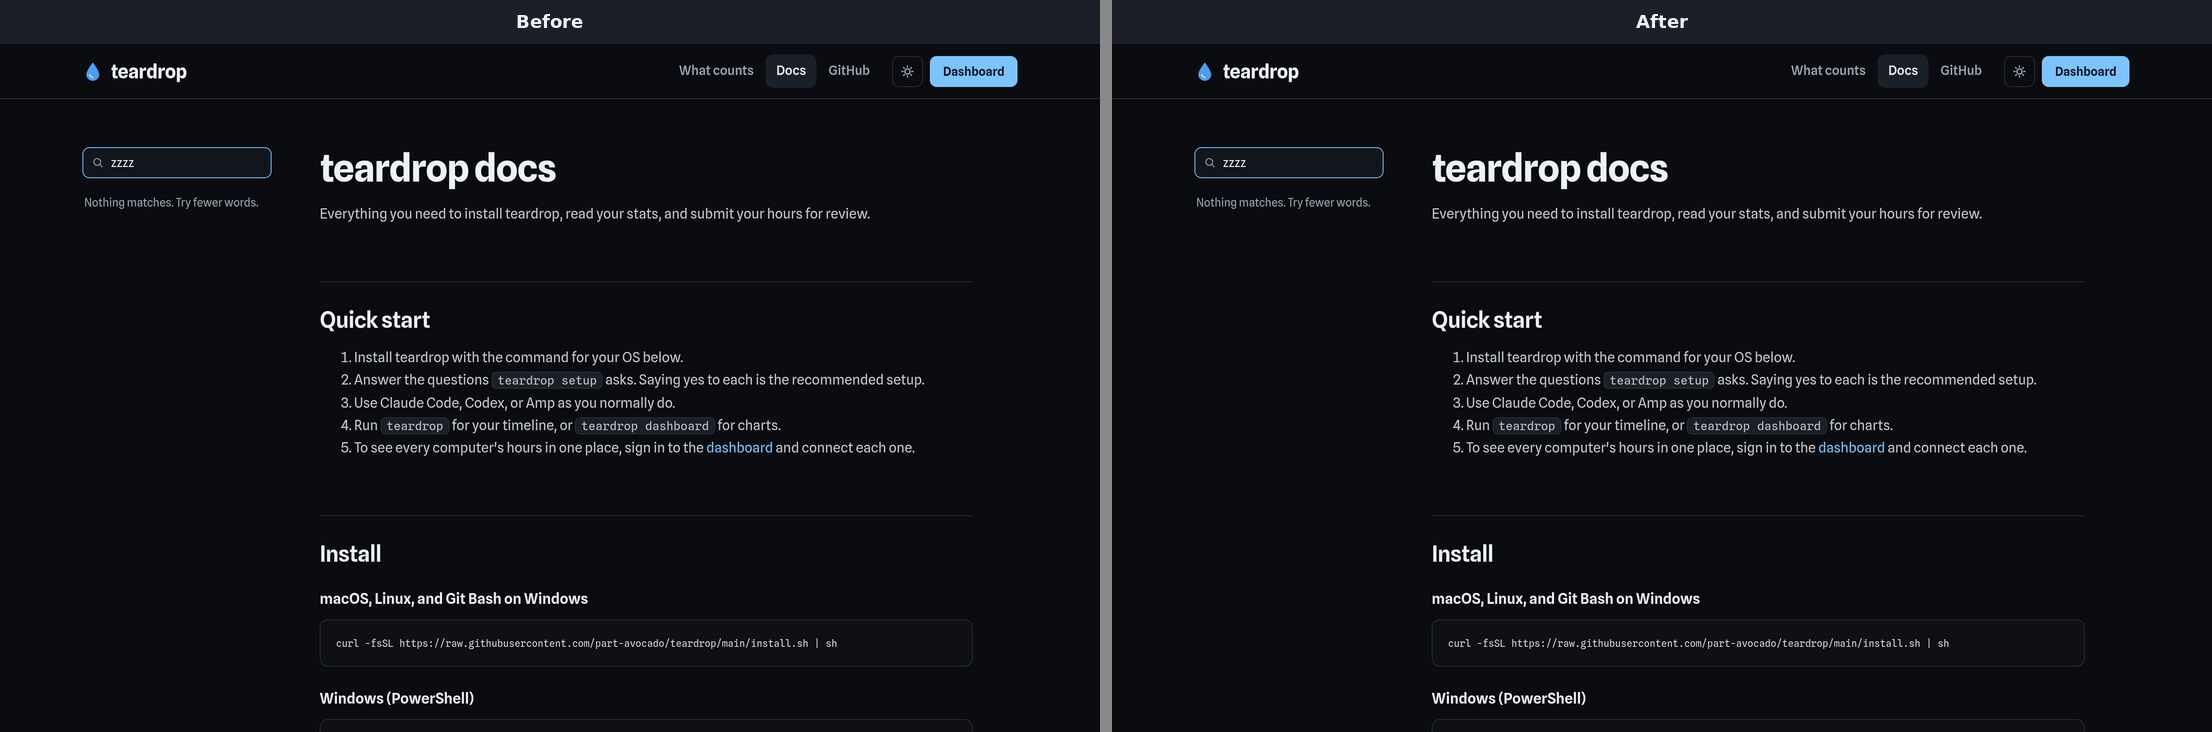 Before
teardrop
What counts
Docs
GitHub
Dashboard
zzzz
Nothing matches. Try fewer words.
teardrop docs
Everything you need to install teardrop, read your stats, and submit your hours for review.
Quick start
1. Install teardrop with the command for your OS below.
2. Answer the questions teardrop setup asks. Saying yes to each is the recommended setup.
3. Use Claude Code, Codex, or Amp as you normally do.
4. Run teardrop for your timeline, or teardrop dashboard for charts.
5. To see every computer's hours in one place, sign in to the dashboard and connect each one.
Install
macOS, Linux, and Git Bash on Windows
curl -fsSL https://raw.githubusercontent.com/part-avocado/teardrop/main/install.sh | sh
Windows (PowerShell)
After
teardrop
What counts
Docs
GitHub
Dashboard
zzzz
Nothing matches. Try fewer words.
teardrop docs
Everything you need to install teardrop, read your stats, and submit your hours for review.
Quick start
1. Install teardrop with the command for your OS below.
2. Answer the questions teardrop setup asks. Saying yes to each is the recommended setup.
3. Use Claude Code, Codex, or Amp as you normally do.
4. Run teardrop for your timeline, or teardrop dashboard for charts.
5. To see every computer's hours in one place, sign in to the dashboard and connect each one.
Install
macOS, Linux, and Git Bash on Windows
curl -fsSL https://raw.githubusercontent.com/part-avocado/teardrop/main/install.sh | sh
Windows (PowerShell)